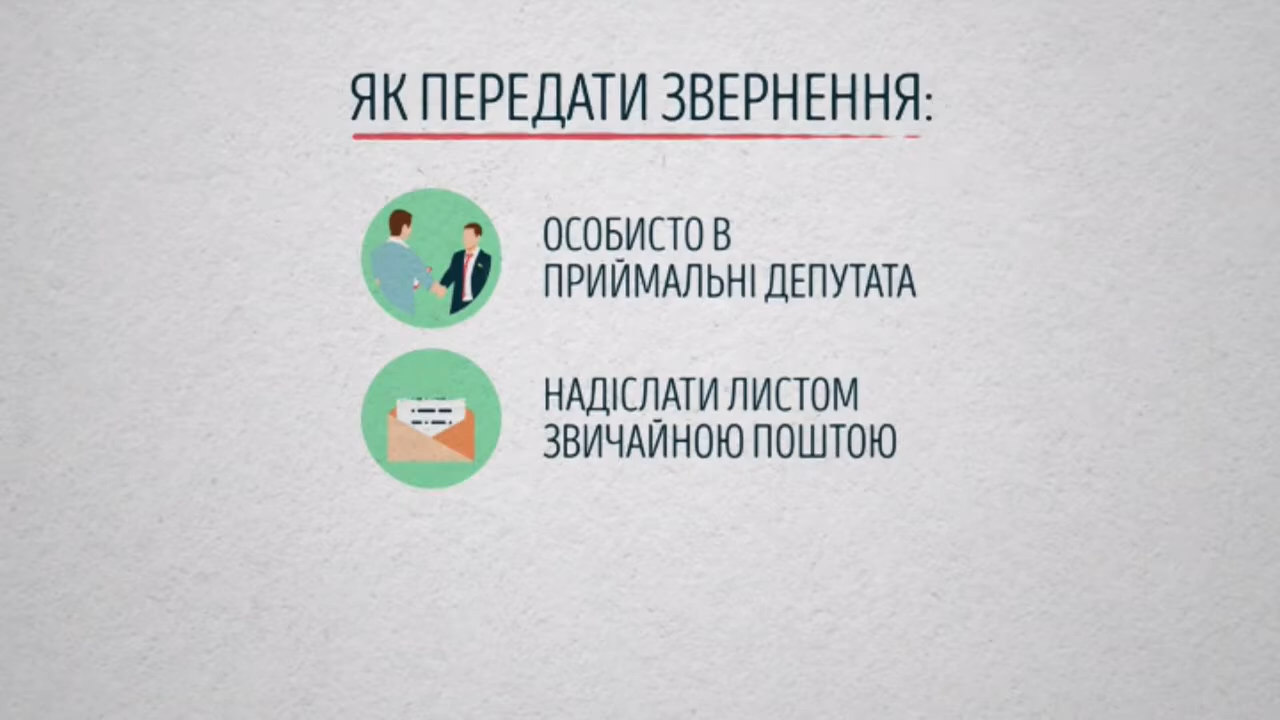 ЯК ПЕРЕДАТИ ЗВЕРНЕННЯ:
ОСОБИСТО В
ПРИЙМАЛЬНІ ДЕПУТАТА
НАДІСЛАТИ ЛИСТОМ
ЗВИЧАЙНОЮ ПОШТОЮ